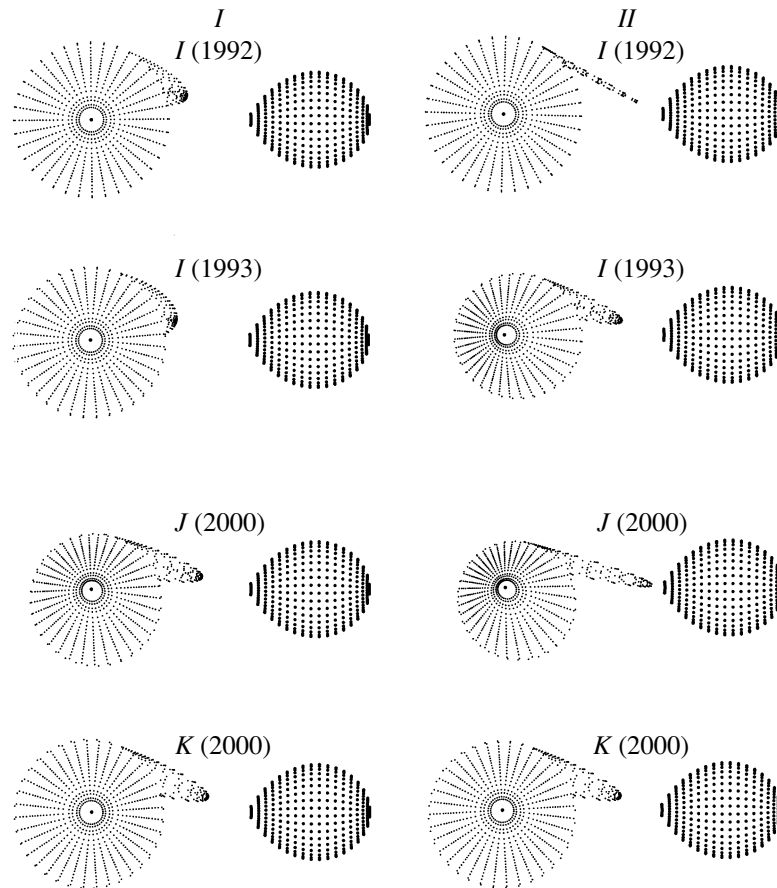 I II
I (1992) I (1992)
I (1993) I (1993)
J (2000) J (2000)
K (2000) K (2000)